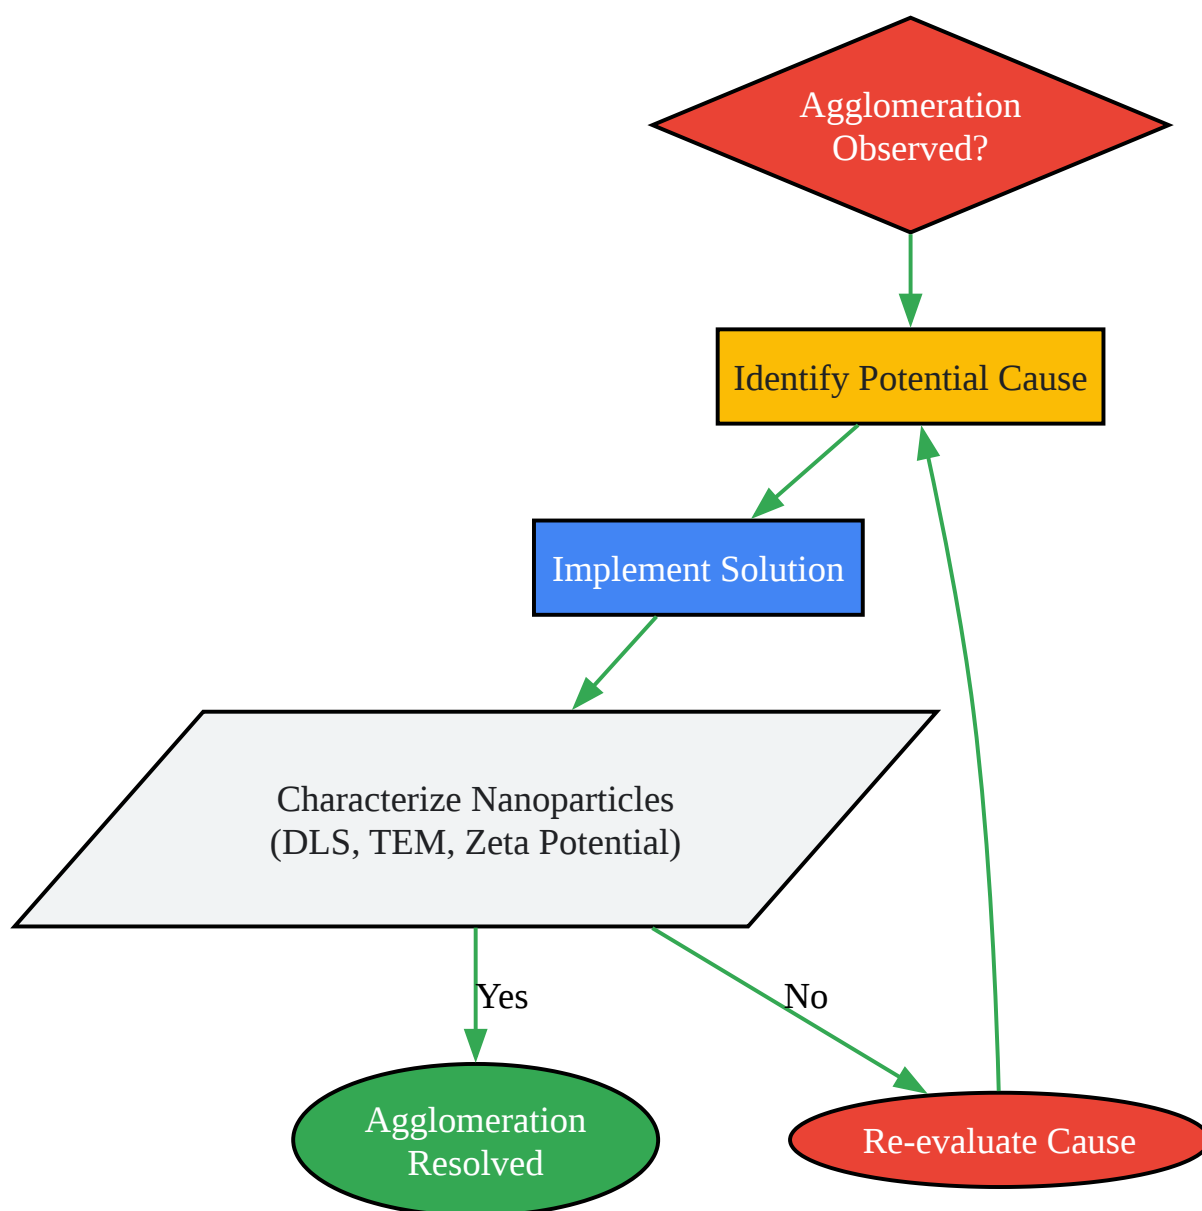 Agglomeration
Observed?
Identify Potential Cause
Implement Solution
Characterize Nanoparticles
(DLS, TEM, Zeta Potential)
Yes
No
Agglomeration
Resolved
Re-evaluate Cause